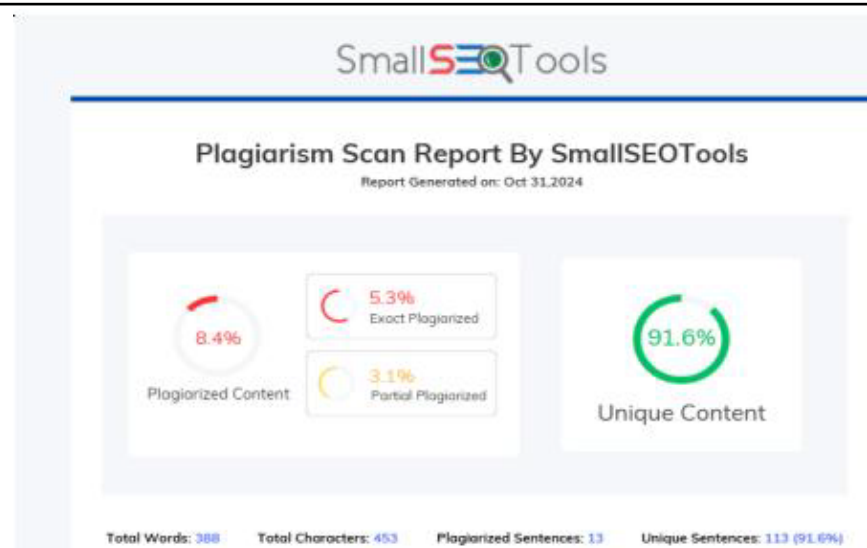 SmallSEOTools
Plagiarism Scan Report By SmallSEOTools
Report Generated on: Oct 31,2024
8.4%
Plagiarized Content
5.3%
Exact Plagiarized
3.1%
Partial Plagiarized
91.6%
Unique Content
Total Words: 388 Total Characters: 453 Plagiarized Sentences: 13 Unique Sentences: 113 (91.6%)